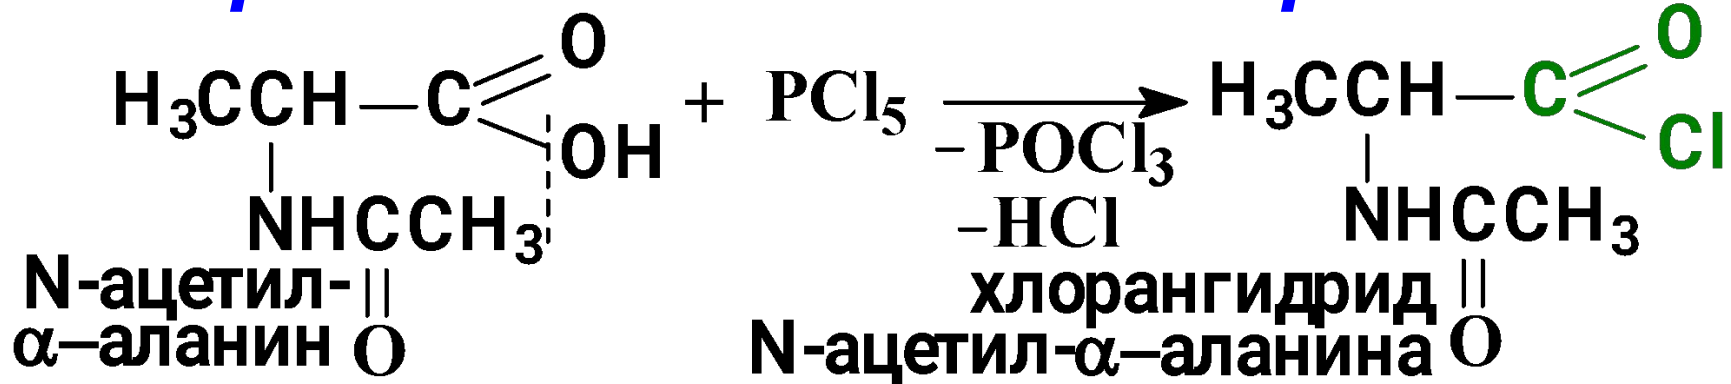 H₃CCH—C O OH + PCl₅ –POCl₃ –HCl H₃CCH—C O Cl
NHCCH₃ NHCCH₃
O O
N-ацетил-
α–аланин
хлорангидрид
N-ацетил-α–аланина